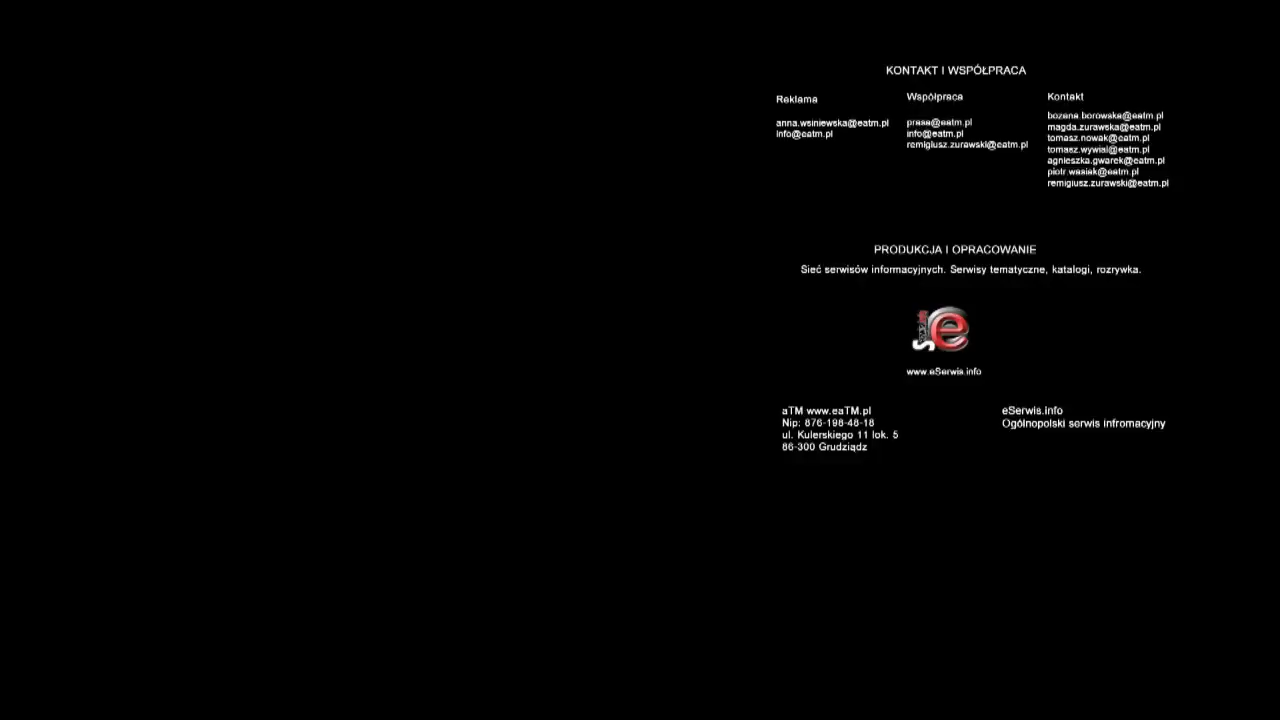 KONTAKT I WSPÓŁPRACA
Reklama
anna.wsiniewska@eatm.pl
info@eatm.pl
Współpraca
prasa@eatm.pl
info@eatm.pl
remigiusz.zurawski@eatm.pl
Kontakt
bozena.borowska@eatm.pl
magda.zurawska@eatm.pl
tomasz.nowak@eatm.pl
tomasz.wywial@eatm.pl
agnieszka.gwarek@eatm.pl
piotr.wasiak@eatm.pl
remigiusz.zurawski@eatm.pl
PRODUKCJA I OPRACOWANIE
Sieć serwisów informacyjnych. Serwisy tematyczne, katalogi, rozrywka.
e
www.eSerwis.info
aTM www.eaTM.pl
Nip: 876-198-48-18
ul. Kulerskiego 11 lok. 5
86-300 Grudziądz
eSerwis.info
Ogólnopolski serwis infromacyjny